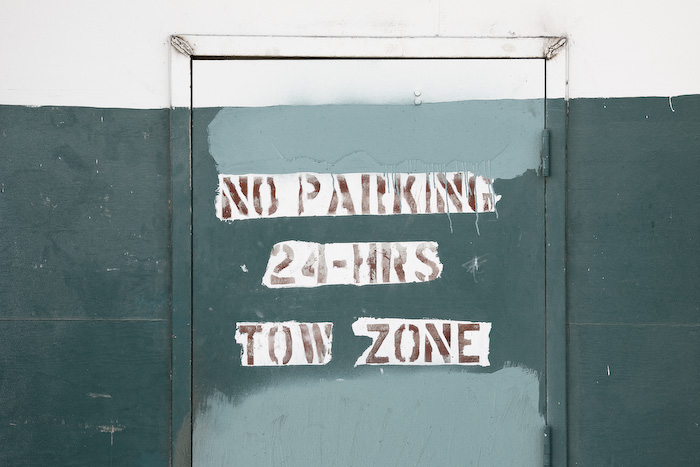 NO PARKING
24-HRS
TOW ZONE